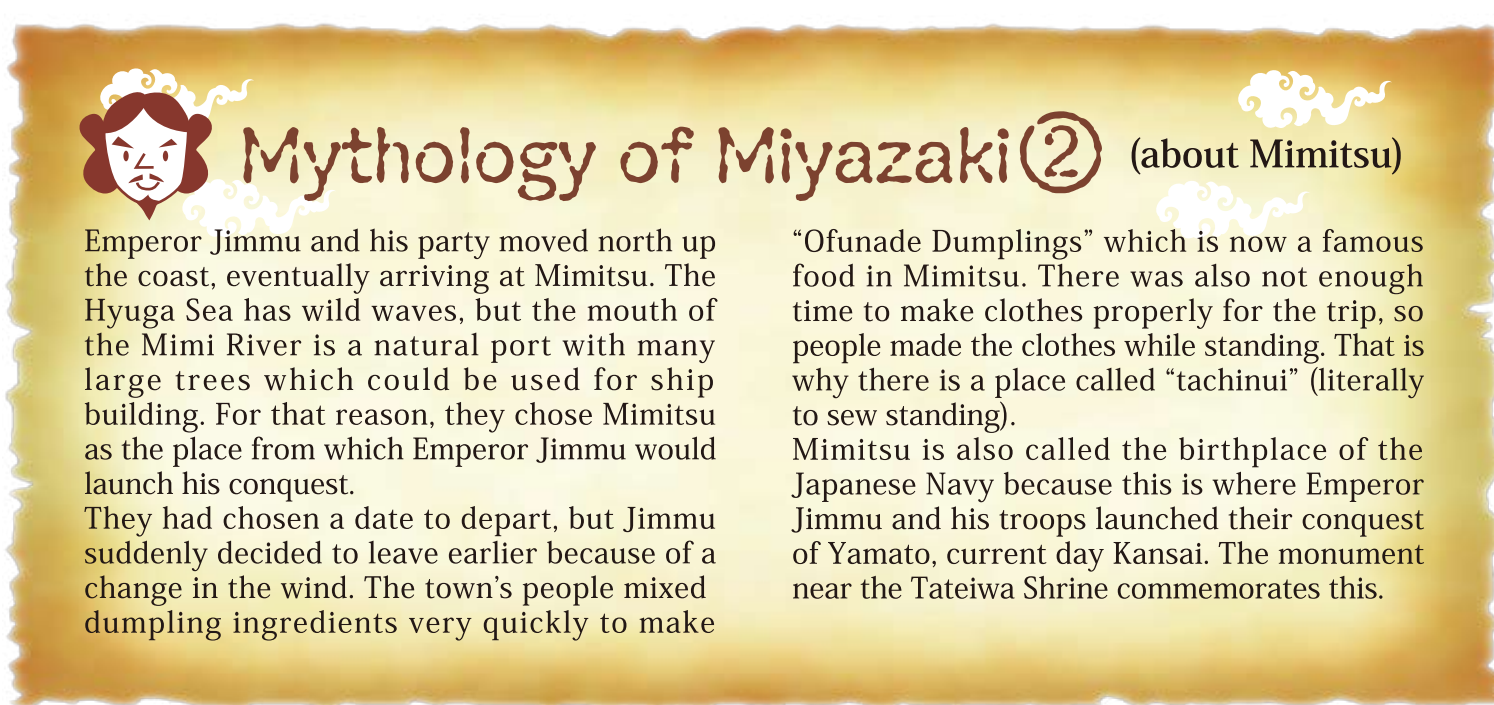 Mythology of Miyazaki② (about Mimitsu)
Emperor Jimmu and his party moved north up
the coast, eventually arriving at Mimitsu. The
Hyuga Sea has wild waves, but the mouth of
the Mimi River is a natural port with many
large trees which could be used for ship
building. For that reason, they chose Mimitsu
as the place from which Emperor Jimmu would
launch his conquest.
They had chosen a date to depart, but Jimmu
suddenly decided to leave earlier because of a
change in the wind. The town’s people mixed
dumpling ingredients very quickly to make
“Ofunade Dumplings” which is now a famous
food in Mimitsu. There was also not enough
time to make clothes properly for the trip, so
people made the clothes while standing. That is
why there is a place called “tachinui” (literally
to sew standing).
Mimitsu is also called the birthplace of the
Japanese Navy because this is where Emperor
Jimmu and his troops launched their conquest
of Yamato, current day Kansai. The monument
near the Tateiwa Shrine commemorates this.